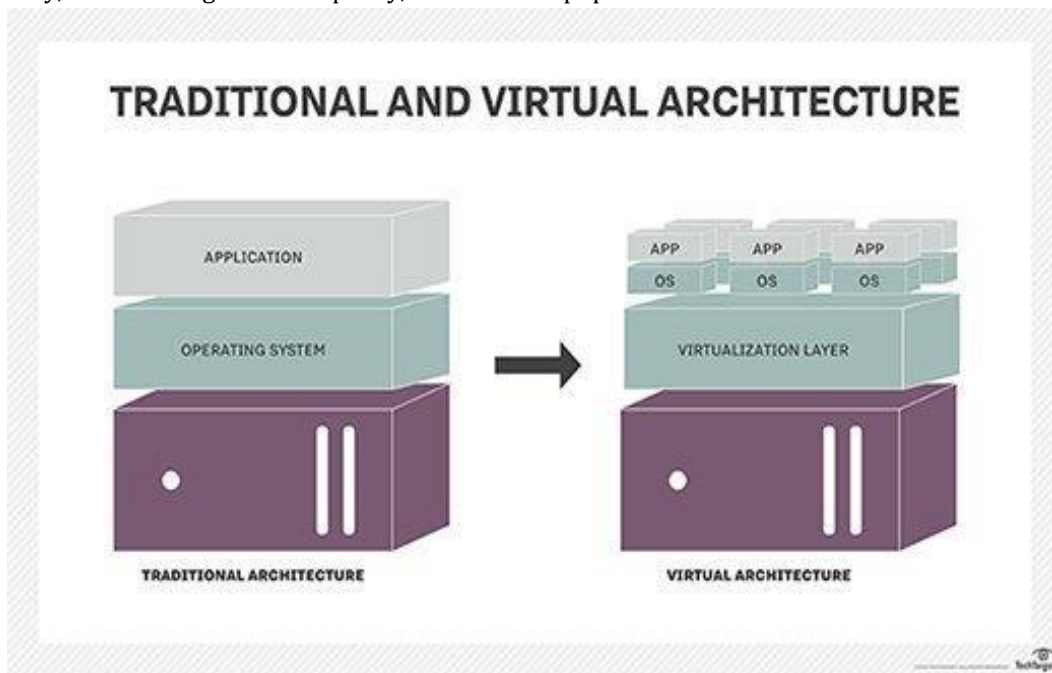 TRADITIONAL AND VIRTUAL ARCHITECTURE
APPLICATION
OPERATING SYSTEM
TRADITIONAL ARCHITECTURE
APP APP APP
OS OS OS
VIRTUALIZATION LAYER
VIRTUAL ARCHITECTURE
TechTarget